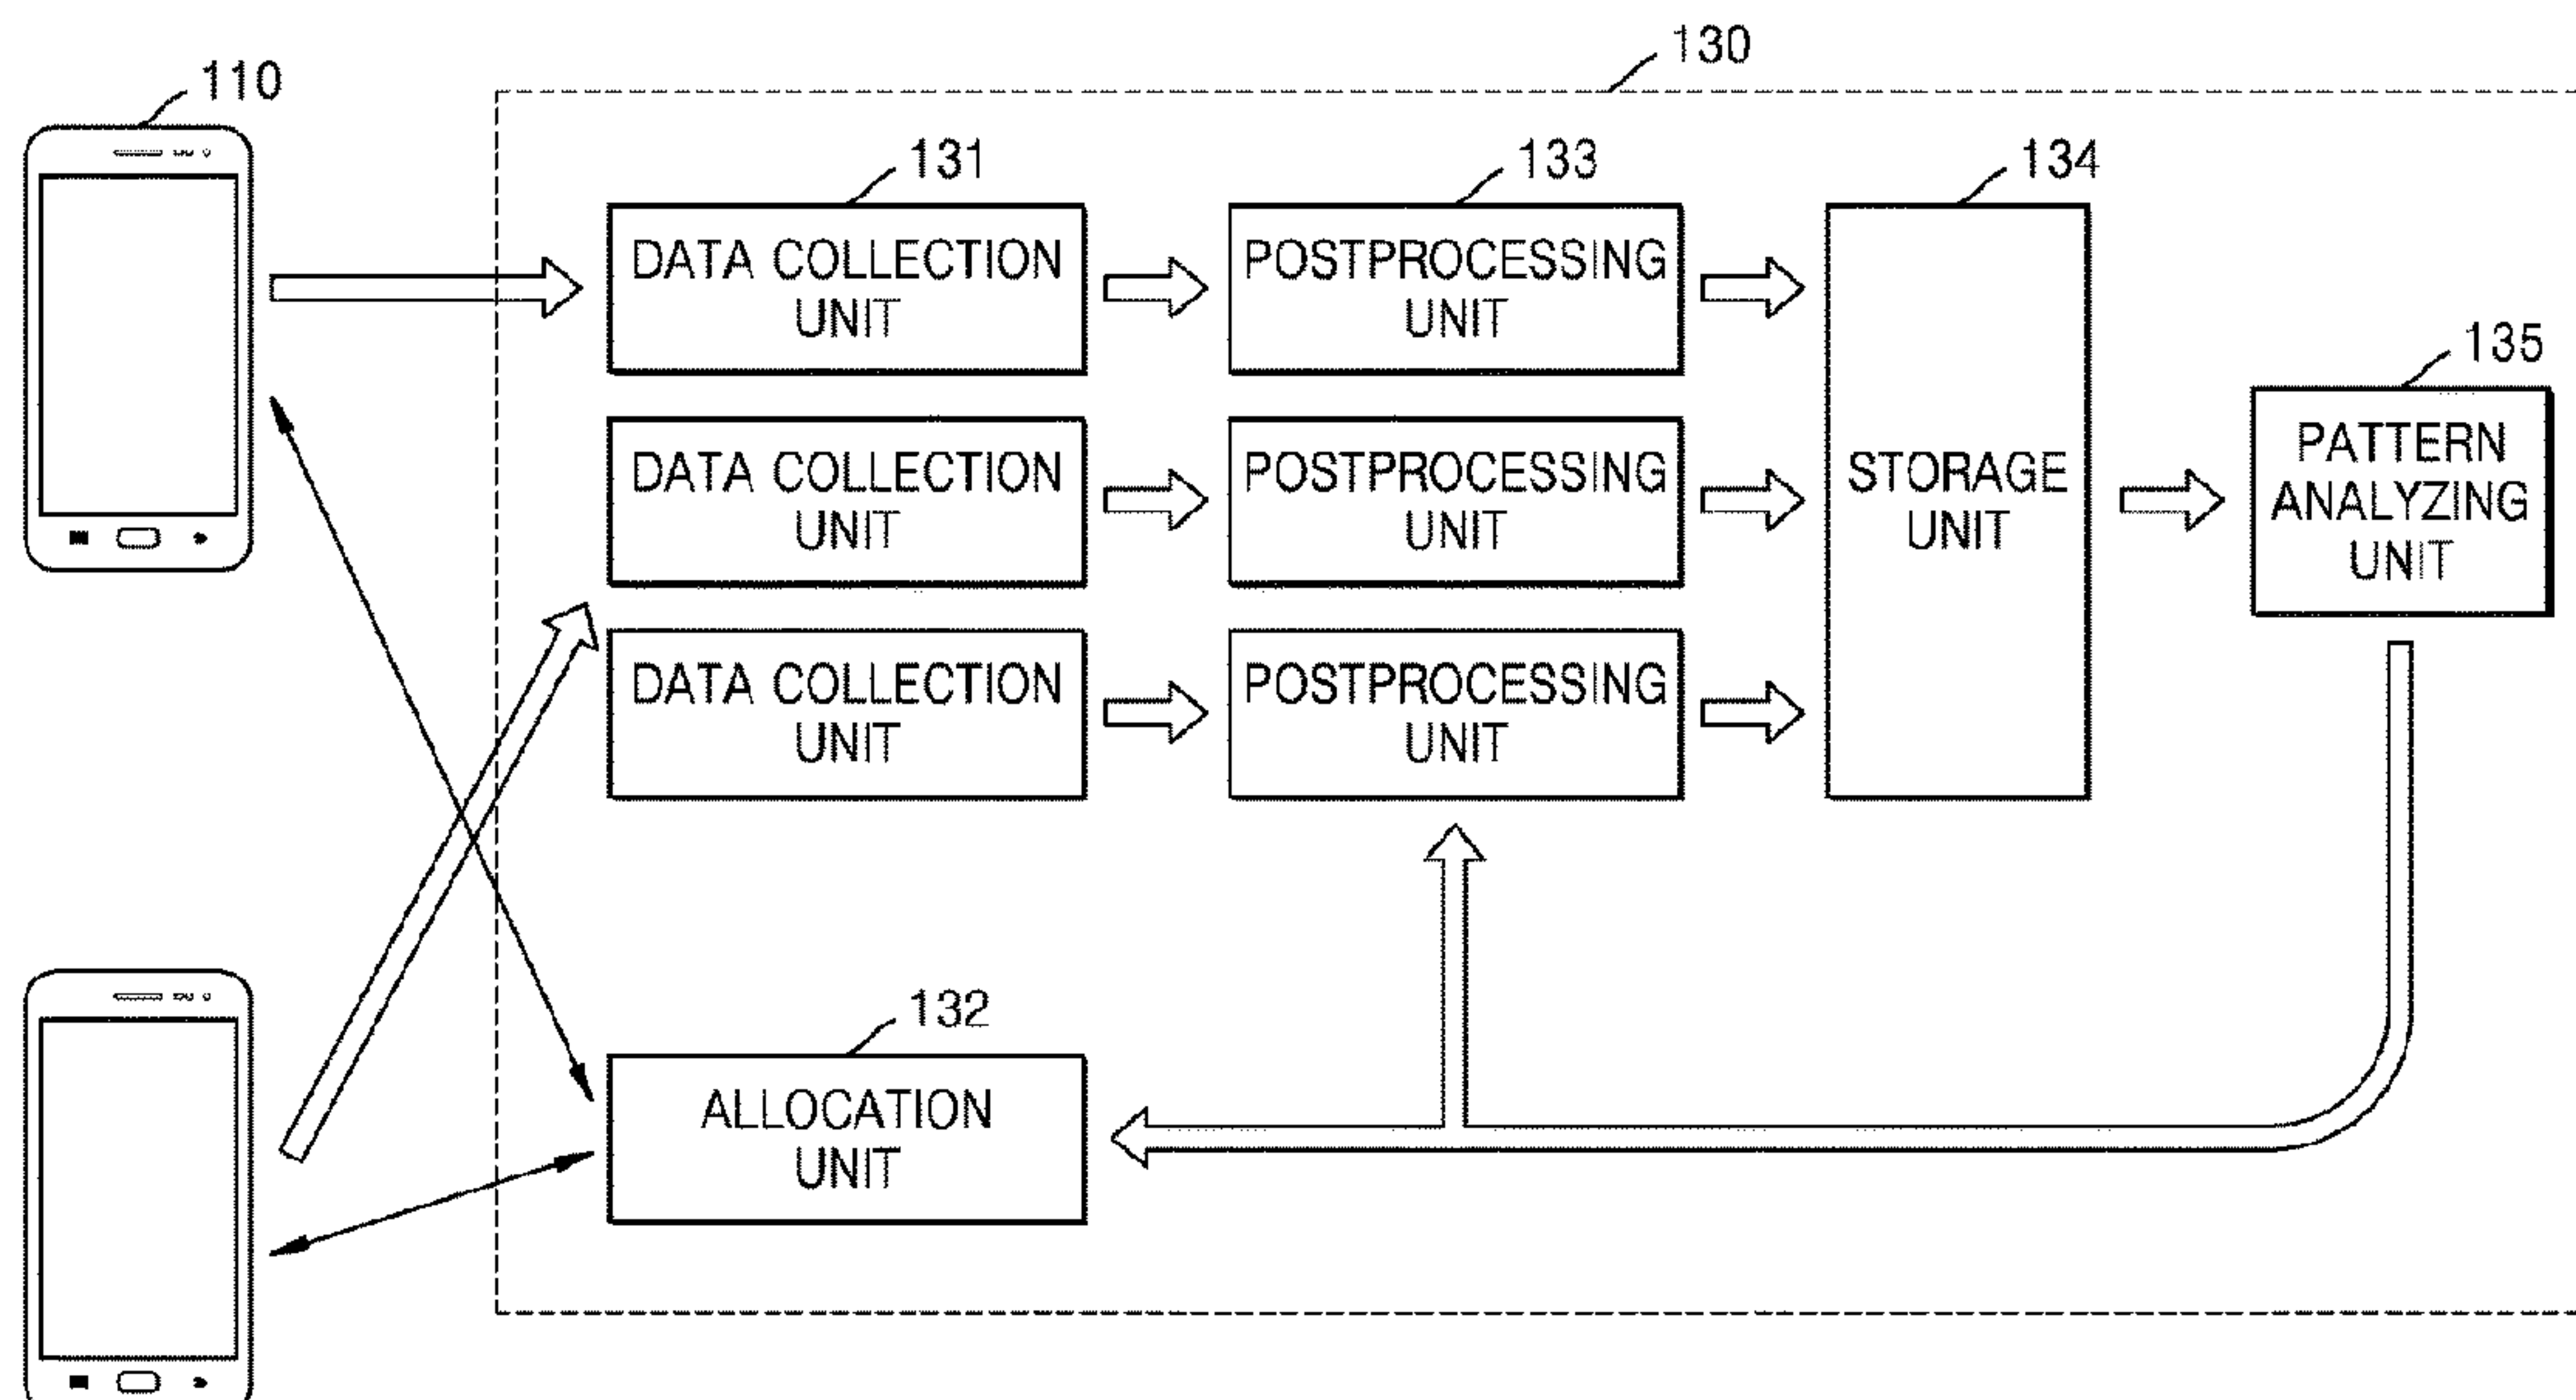 130
110
131
133
134
DATA COLLECTION
UNIT
POSTPROCESSING
UNIT
135
DATA COLLECTION
UNIT
POSTPROCESSING
UNIT
STORAGE
UNIT
PATTERN
ANALYZING
UNIT
DATA COLLECTION
UNIT
POSTPROCESSING
UNIT
132
ALLOCATION
UNIT